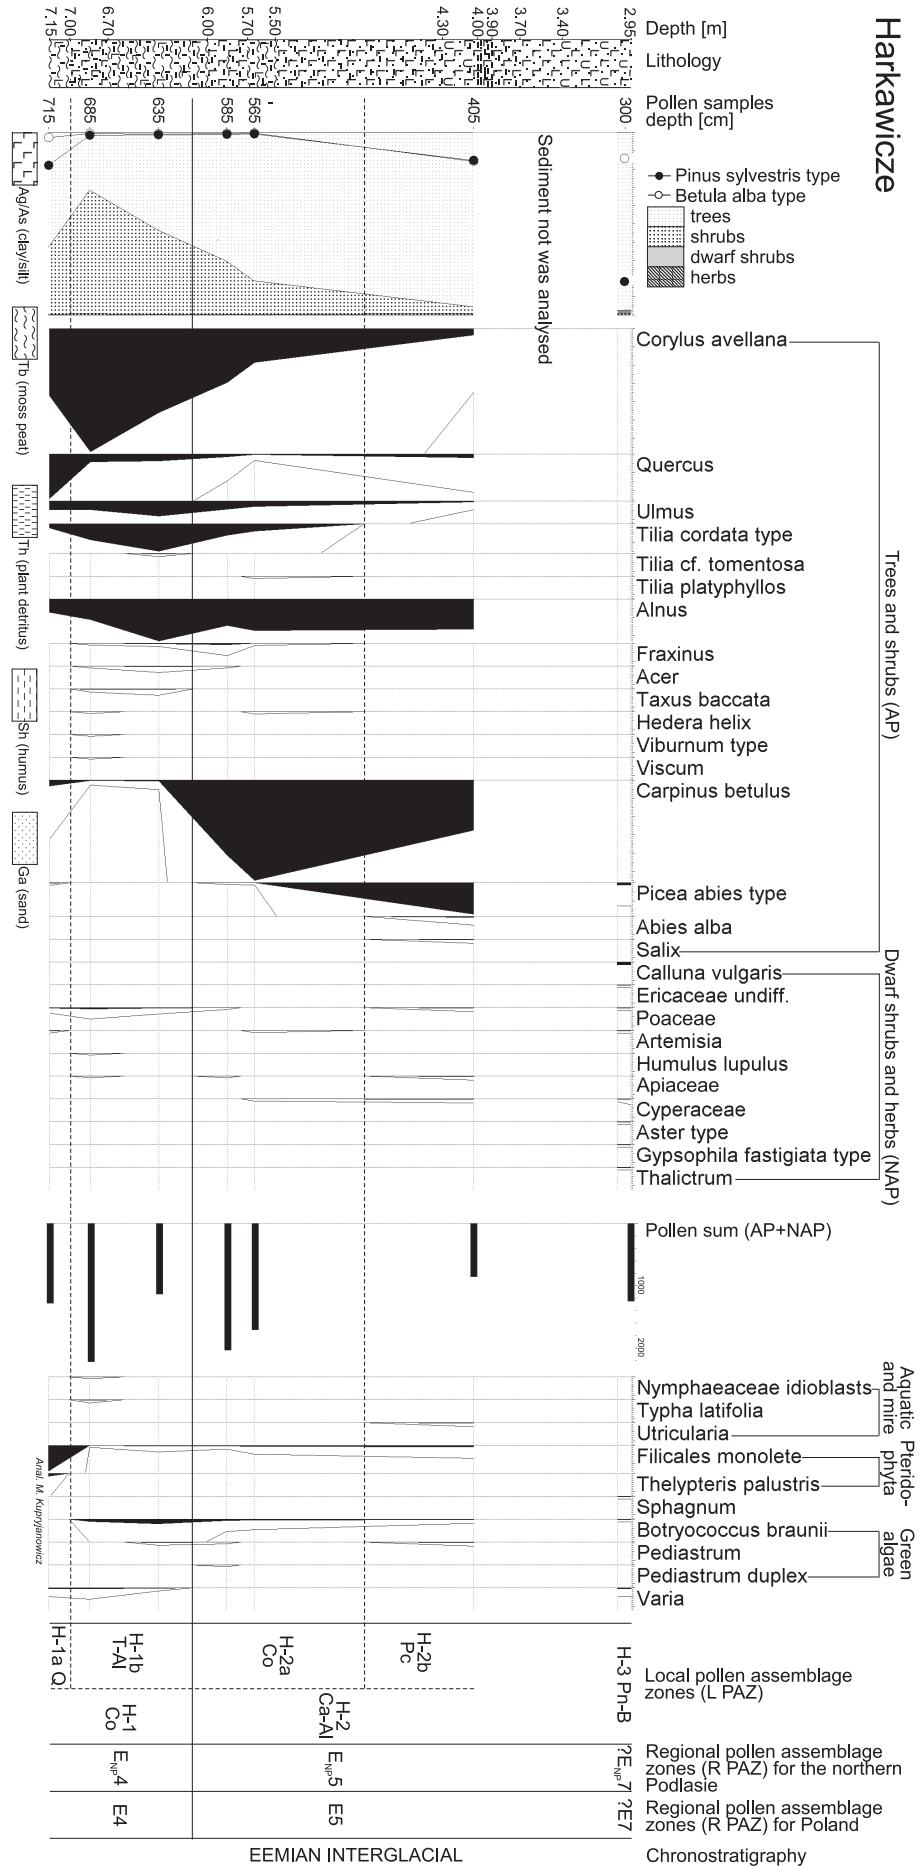 Harkawicze
Depth [m]
2.95
3.40
3.70
3.90
4.00
4.30
5.50
5.70
6.00
6.70
7.00
7.15
Lithology
Pollen samples
depth [cm]
300
405
565
585
635
685
715
Sediment not was analysed
Pinus sylvestris type
Betula alba type
trees
shrubs
dwarf shrubs
herbs
Ag/As (clay/silt)
Tb (moss peat)
Th (plant detritus)
Sh (humus)
Ga (sand)
Trees and shrubs (AP)
Corylus avellana
Quercus
Ulmus
Tilia cordata type
Tilia cf. tomentosa
Tilia platyphyllos
Alnus
Fraxinus
Acer
Taxus baccata
Hedera helix
Viburnum type
Viscum
Carpinus betulus
Picea abies type
Abies alba
Salix
Dwarf shrubs and herbs (NAP)
Calluna vulgaris
Ericaceae undiff.
Poaceae
Artemisia
Humulus lupulus
Apiaceae
Cyperaceae
Aster type
Gypsophila fastigiata type
Thalictrum
Pollen sum (AP+NAP)
1000
2000
Aquatic
and mire
Nymphaeaceae idioblasts
Typha latifolia
Utricularia
Pterido-
phyta
Filicales monolete
Thelypteris palustris
Sphagnum
Green
algae
Botryococcus braunii
Pediastrum
Pediastrum duplex
Varia
Anal. M. Kupryjanowicz
Local pollen assemblage
zones (L PAZ)
H-3 Pn-B
H-2b
Pc
H-2a
Co
H-1b
T-Al
H-1a Q
H-2
Ca-Al
H-1
Co
Regional pollen assemblage
zones (R PAZ) for the northern
Podlasie
?ENP7
ENP5
ENP4
Regional pollen assemblage
zones (R PAZ) for Poland
?E7
E5
E4
Chronostratigraphy
EEMIAN INTERGLACIAL